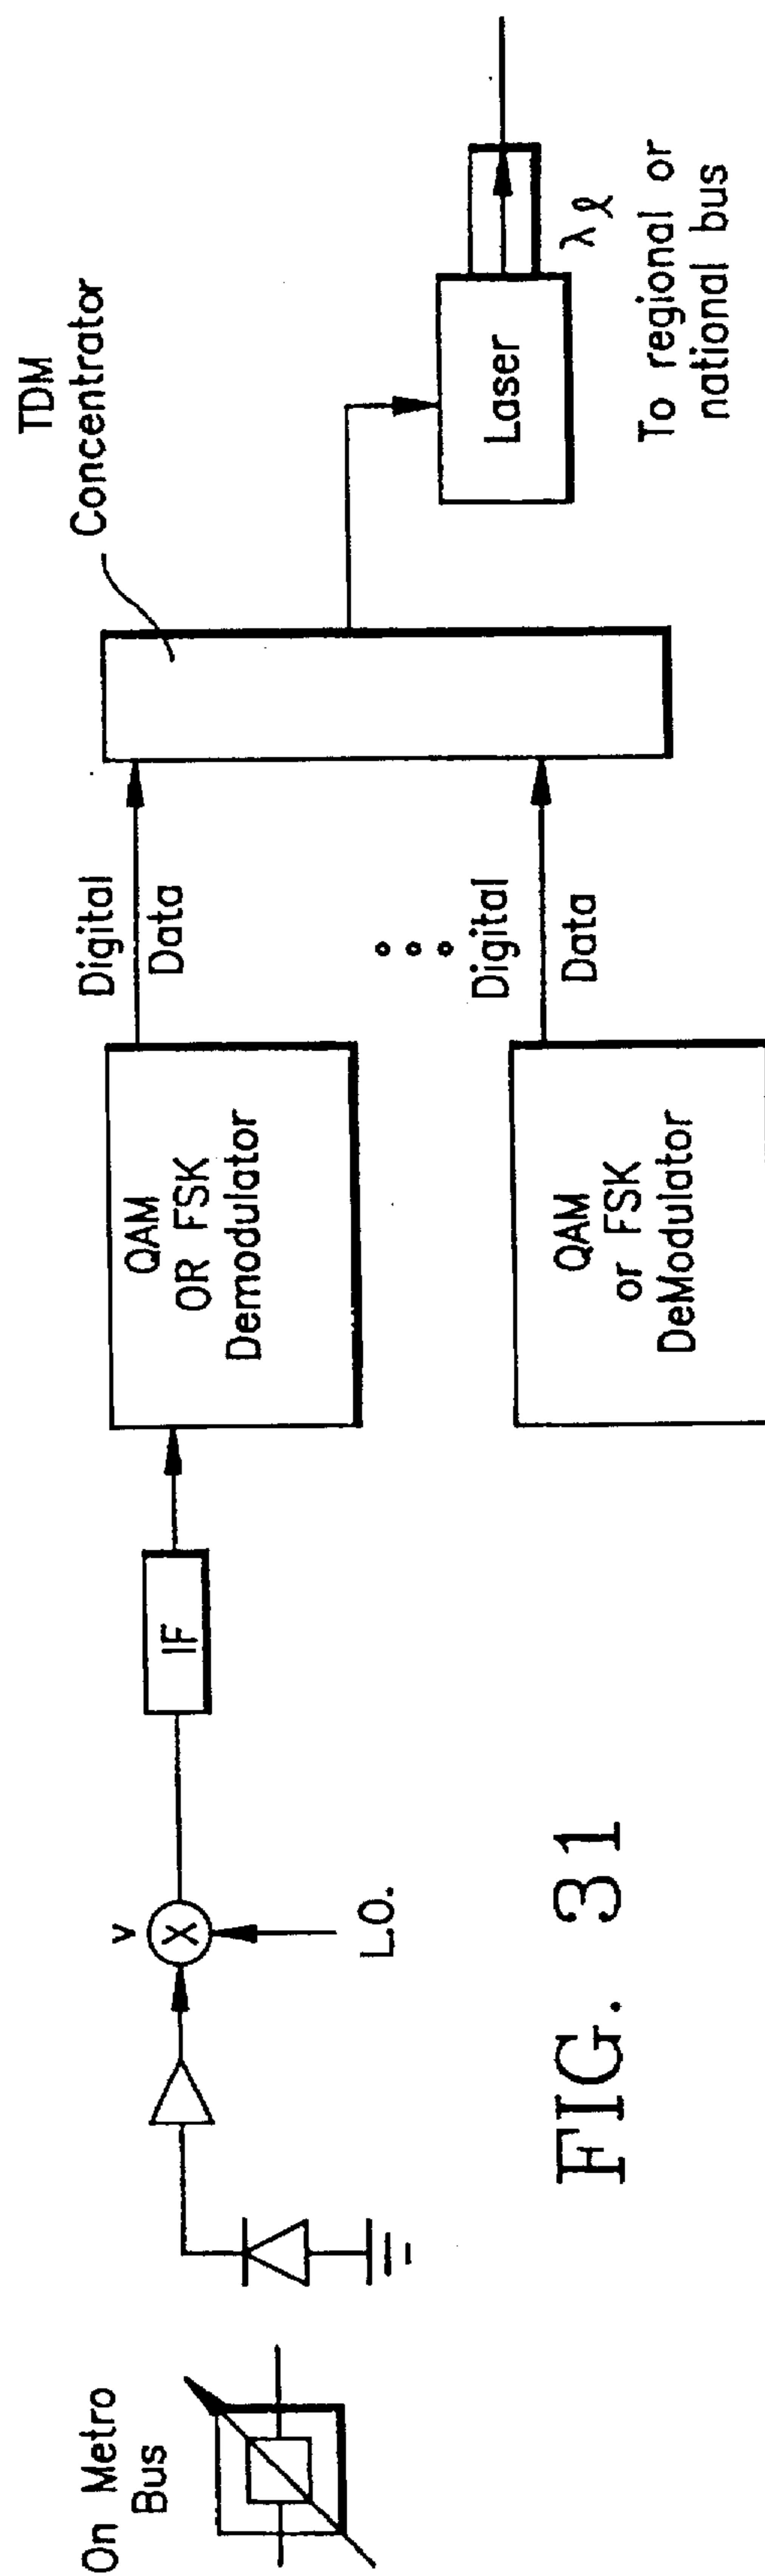 On Metro
Bus
v
X
L.O.
IF
QAM
OR FSK
Demodulator
Digital
Data
QAM
or FSK
DeModulator
Digital
Data
TDM
Concentrator
Laser
λℓ
To regional or
national bus
FIG. 31